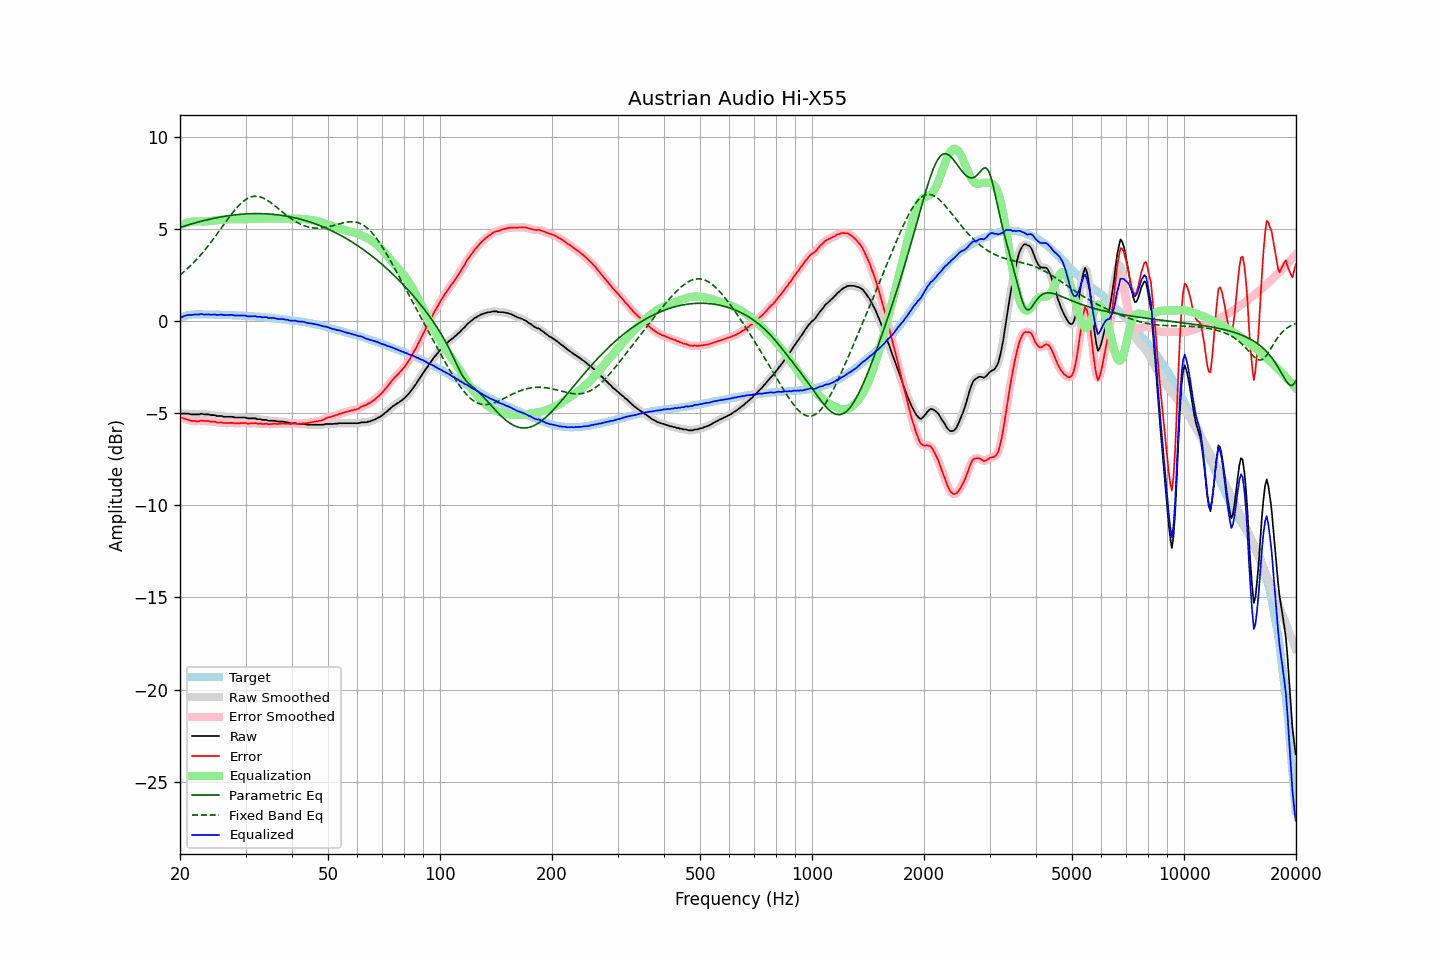 Austrian Audio Hi-X55
10
5
0
−5
−10
−15
−20
−25
Amplitude (dBr)
Target
Raw Smoothed
Error Smoothed
Raw
Error
Equalization
Parametric Eq
Fixed Band Eq
Equalized
20 50 100 200 500 1000 2000 5000 10000 20000
Frequency (Hz)